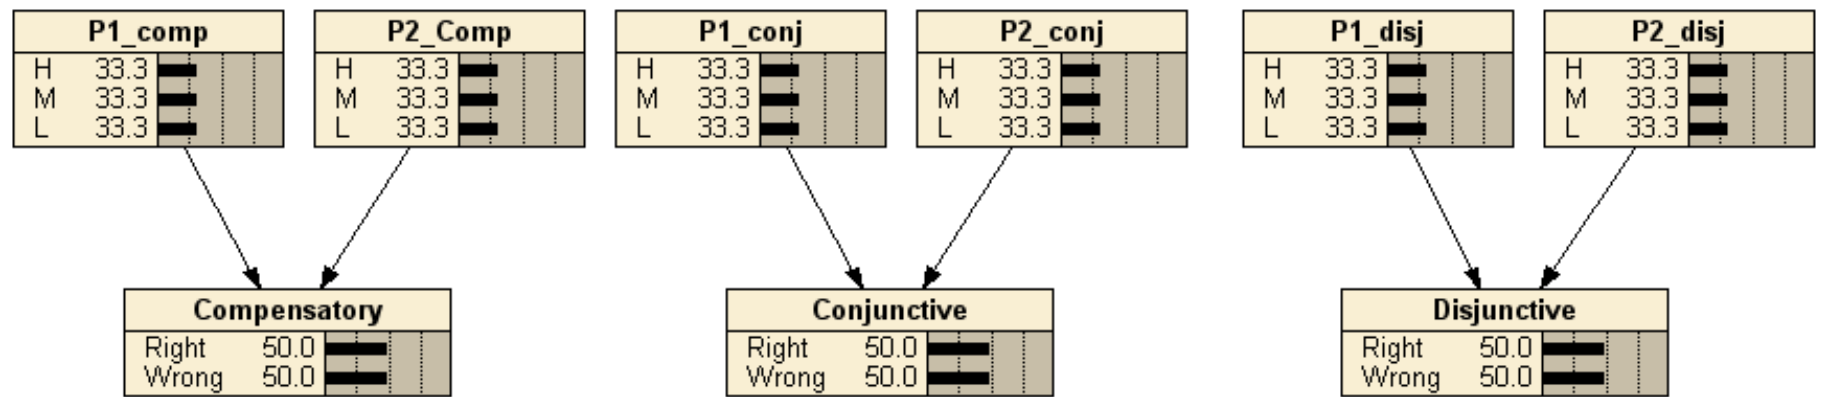 P1_comp
H 33.3
M 33.3
L 33.3
P2_Comp
H 33.3
M 33.3
L 33.3
P1_conj
H 33.3
M 33.3
L 33.3
P2_conj
H 33.3
M 33.3
L 33.3
P1_disj
H 33.3
M 33.3
L 33.3
P2_disj
H 33.3
M 33.3
L 33.3
Compensatory
Right 50.0
Wrong 50.0
Conjunctive
Right 50.0
Wrong 50.0
Disjunctive
Right 50.0
Wrong 50.0